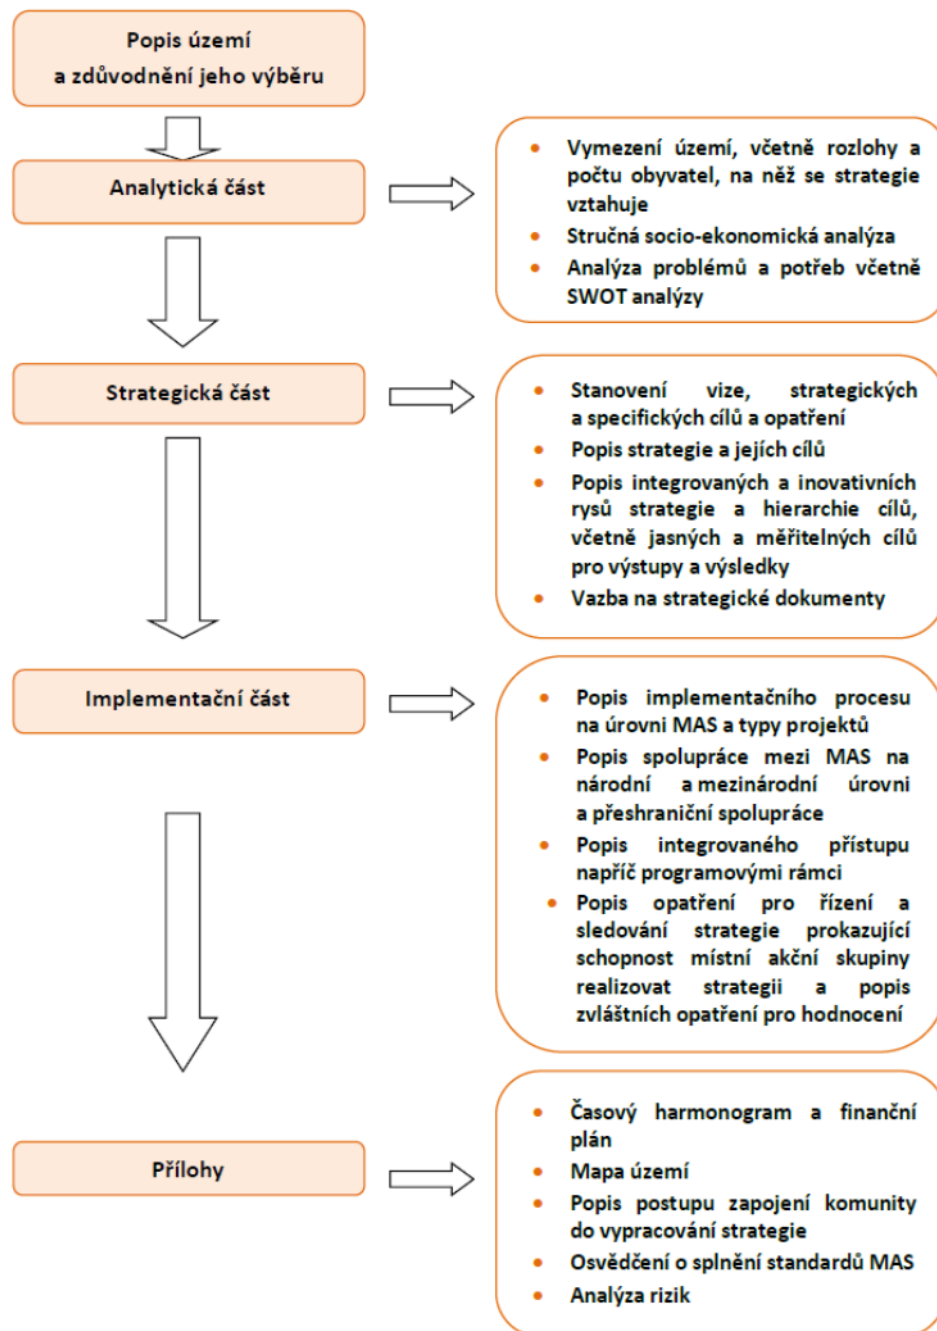 Popis území
a zdůvodnění jeho výběru
Analytická část
• Vymezení území, včetně rozlohy a
počtu obyvatel, na něž se strategie
vztahuje
• Stručná socio-ekonomická analýza
• Analýza problémů a potřeb včetně
SWOT analýzy
Strategická část
• Stanovení vize, strategických
a specifických cílů a opatření
• Popis strategie a jejích cílů
• Popis integrovaných a inovativních
rysů strategie a hierarchie cílů,
včetně jasných a měřitelných cílů
pro výstupy a výsledky
• Vazba na strategické dokumenty
Implementační část
• Popis implementačního procesu
na úrovni MAS a typy projektů
• Popis spolupráce mezi MAS na
národní a mezinárodní úrovni
a přeshraniční spolupráce
• Popis integrovaného přístupu
napříč programovými rámci
• Popis opatření pro řízení a
sledování strategie prokazující
schopnost místní akční skupiny
realizovat strategii a popis
zvláštních opatření pro hodnocení
Přílohy
• Časový harmonogram a finanční
plán
• Mapa území
• Popis postupu zapojení komunity
do vypracování strategie
• Osvědčení o splnění standardů MAS
• Analýza rizik